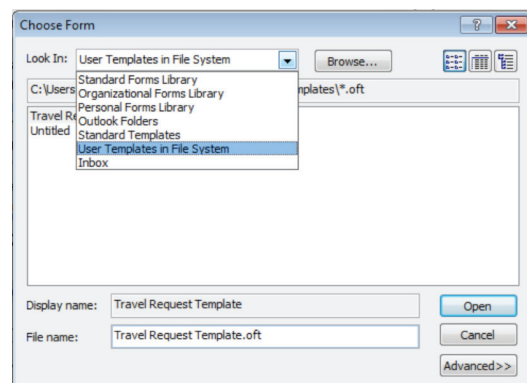 Choose Form
Look In: User Templates in File System Browse...
Standard Forms Library
C:\Users mplates\*.oft
Organizational Forms Library
Personal Forms Library
Travel Re
Outlook Folders
Untitled
Standard Templates
User Templates in File System
Inbox
Display name: Travel Request Template Open
File name: Travel Request Template.oft Cancel
Advanced>>